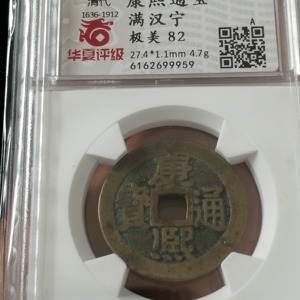 清代
1636-1912
华夏评级
康熙通宝
满汉宁
极美 82
27.4*1.1mm 4.7g
6162699959
A
康熙通寶